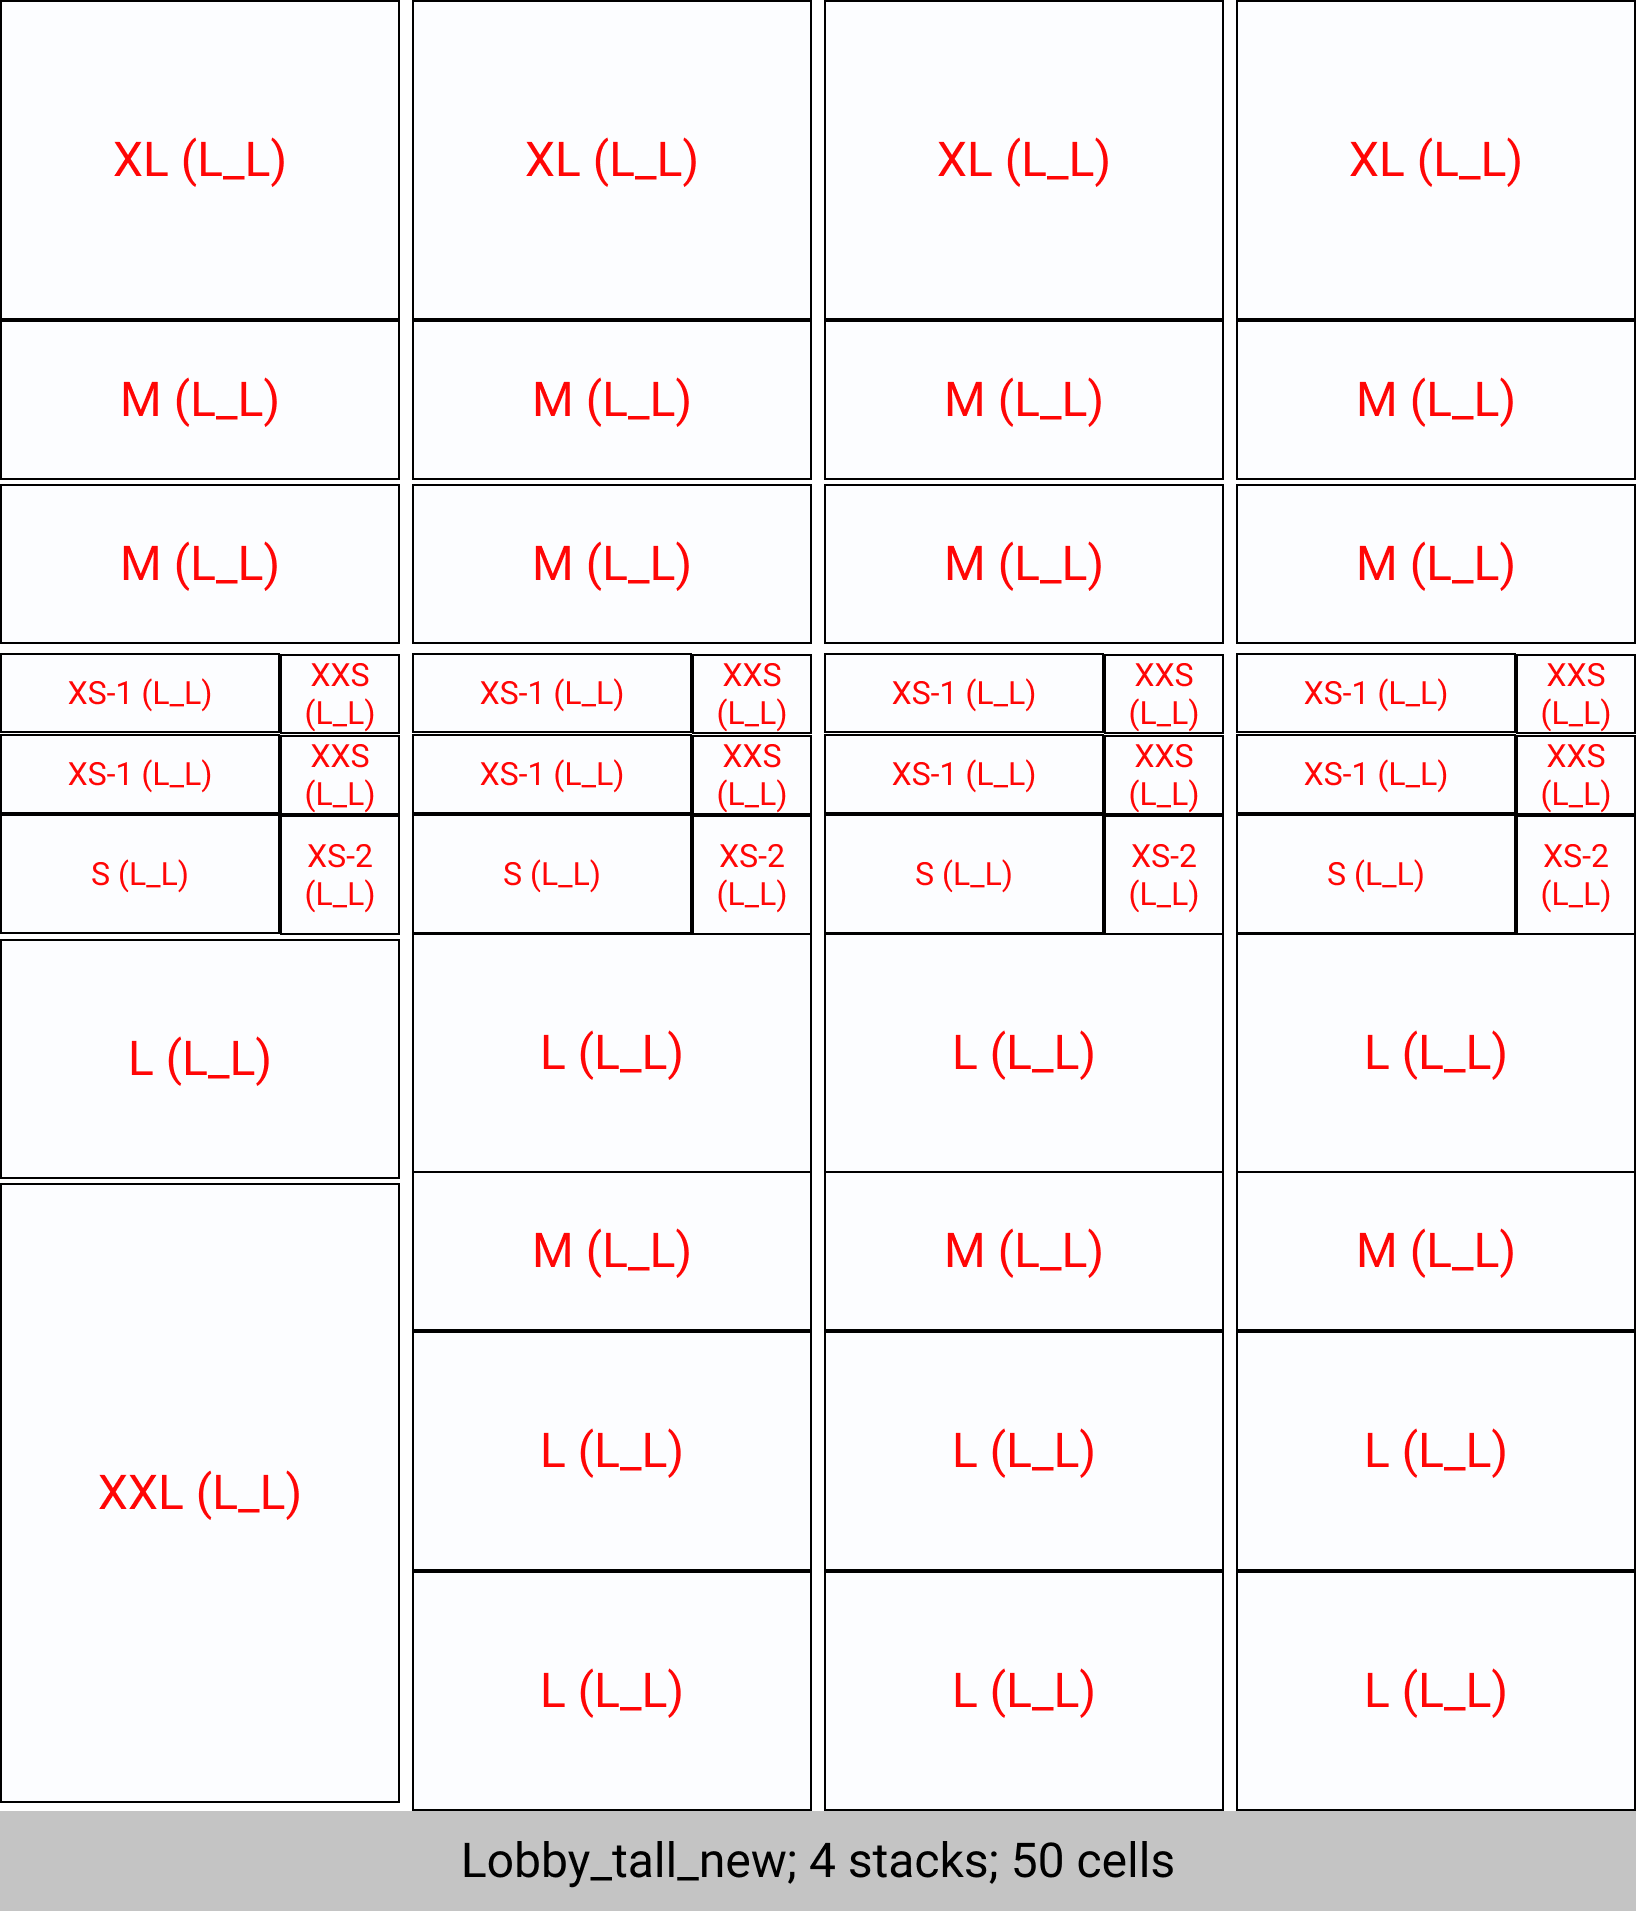 XL (L_L) XL (L_L) XL (L_L) XL (L_L)
M (L_L) M (L_L) M (L_L) M (L_L)
M (L_L) M (L_L) M (L_L) M (L_L)
XS-1 (L_L) XXS (L_L) XS-1 (L_L) XXS (L_L) XS-1 (L_L) XXS (L_L) XS-1 (L_L) XXS (L_L)
XS-1 (L_L) XXS (L_L) XS-1 (L_L) XXS (L_L) XS-1 (L_L) XXS (L_L) XS-1 (L_L) XXS (L_L)
S (L_L) XS-2 (L_L) S (L_L) XS-2 (L_L) S (L_L) XS-2 (L_L) S (L_L) XS-2 (L_L)
L (L_L) L (L_L) L (L_L) L (L_L)
M (L_L) M (L_L) M (L_L)
XXL (L_L) L (L_L) L (L_L) L (L_L)
L (L_L) L (L_L) L (L_L)
Lobby_tall_new; 4 stacks; 50 cells